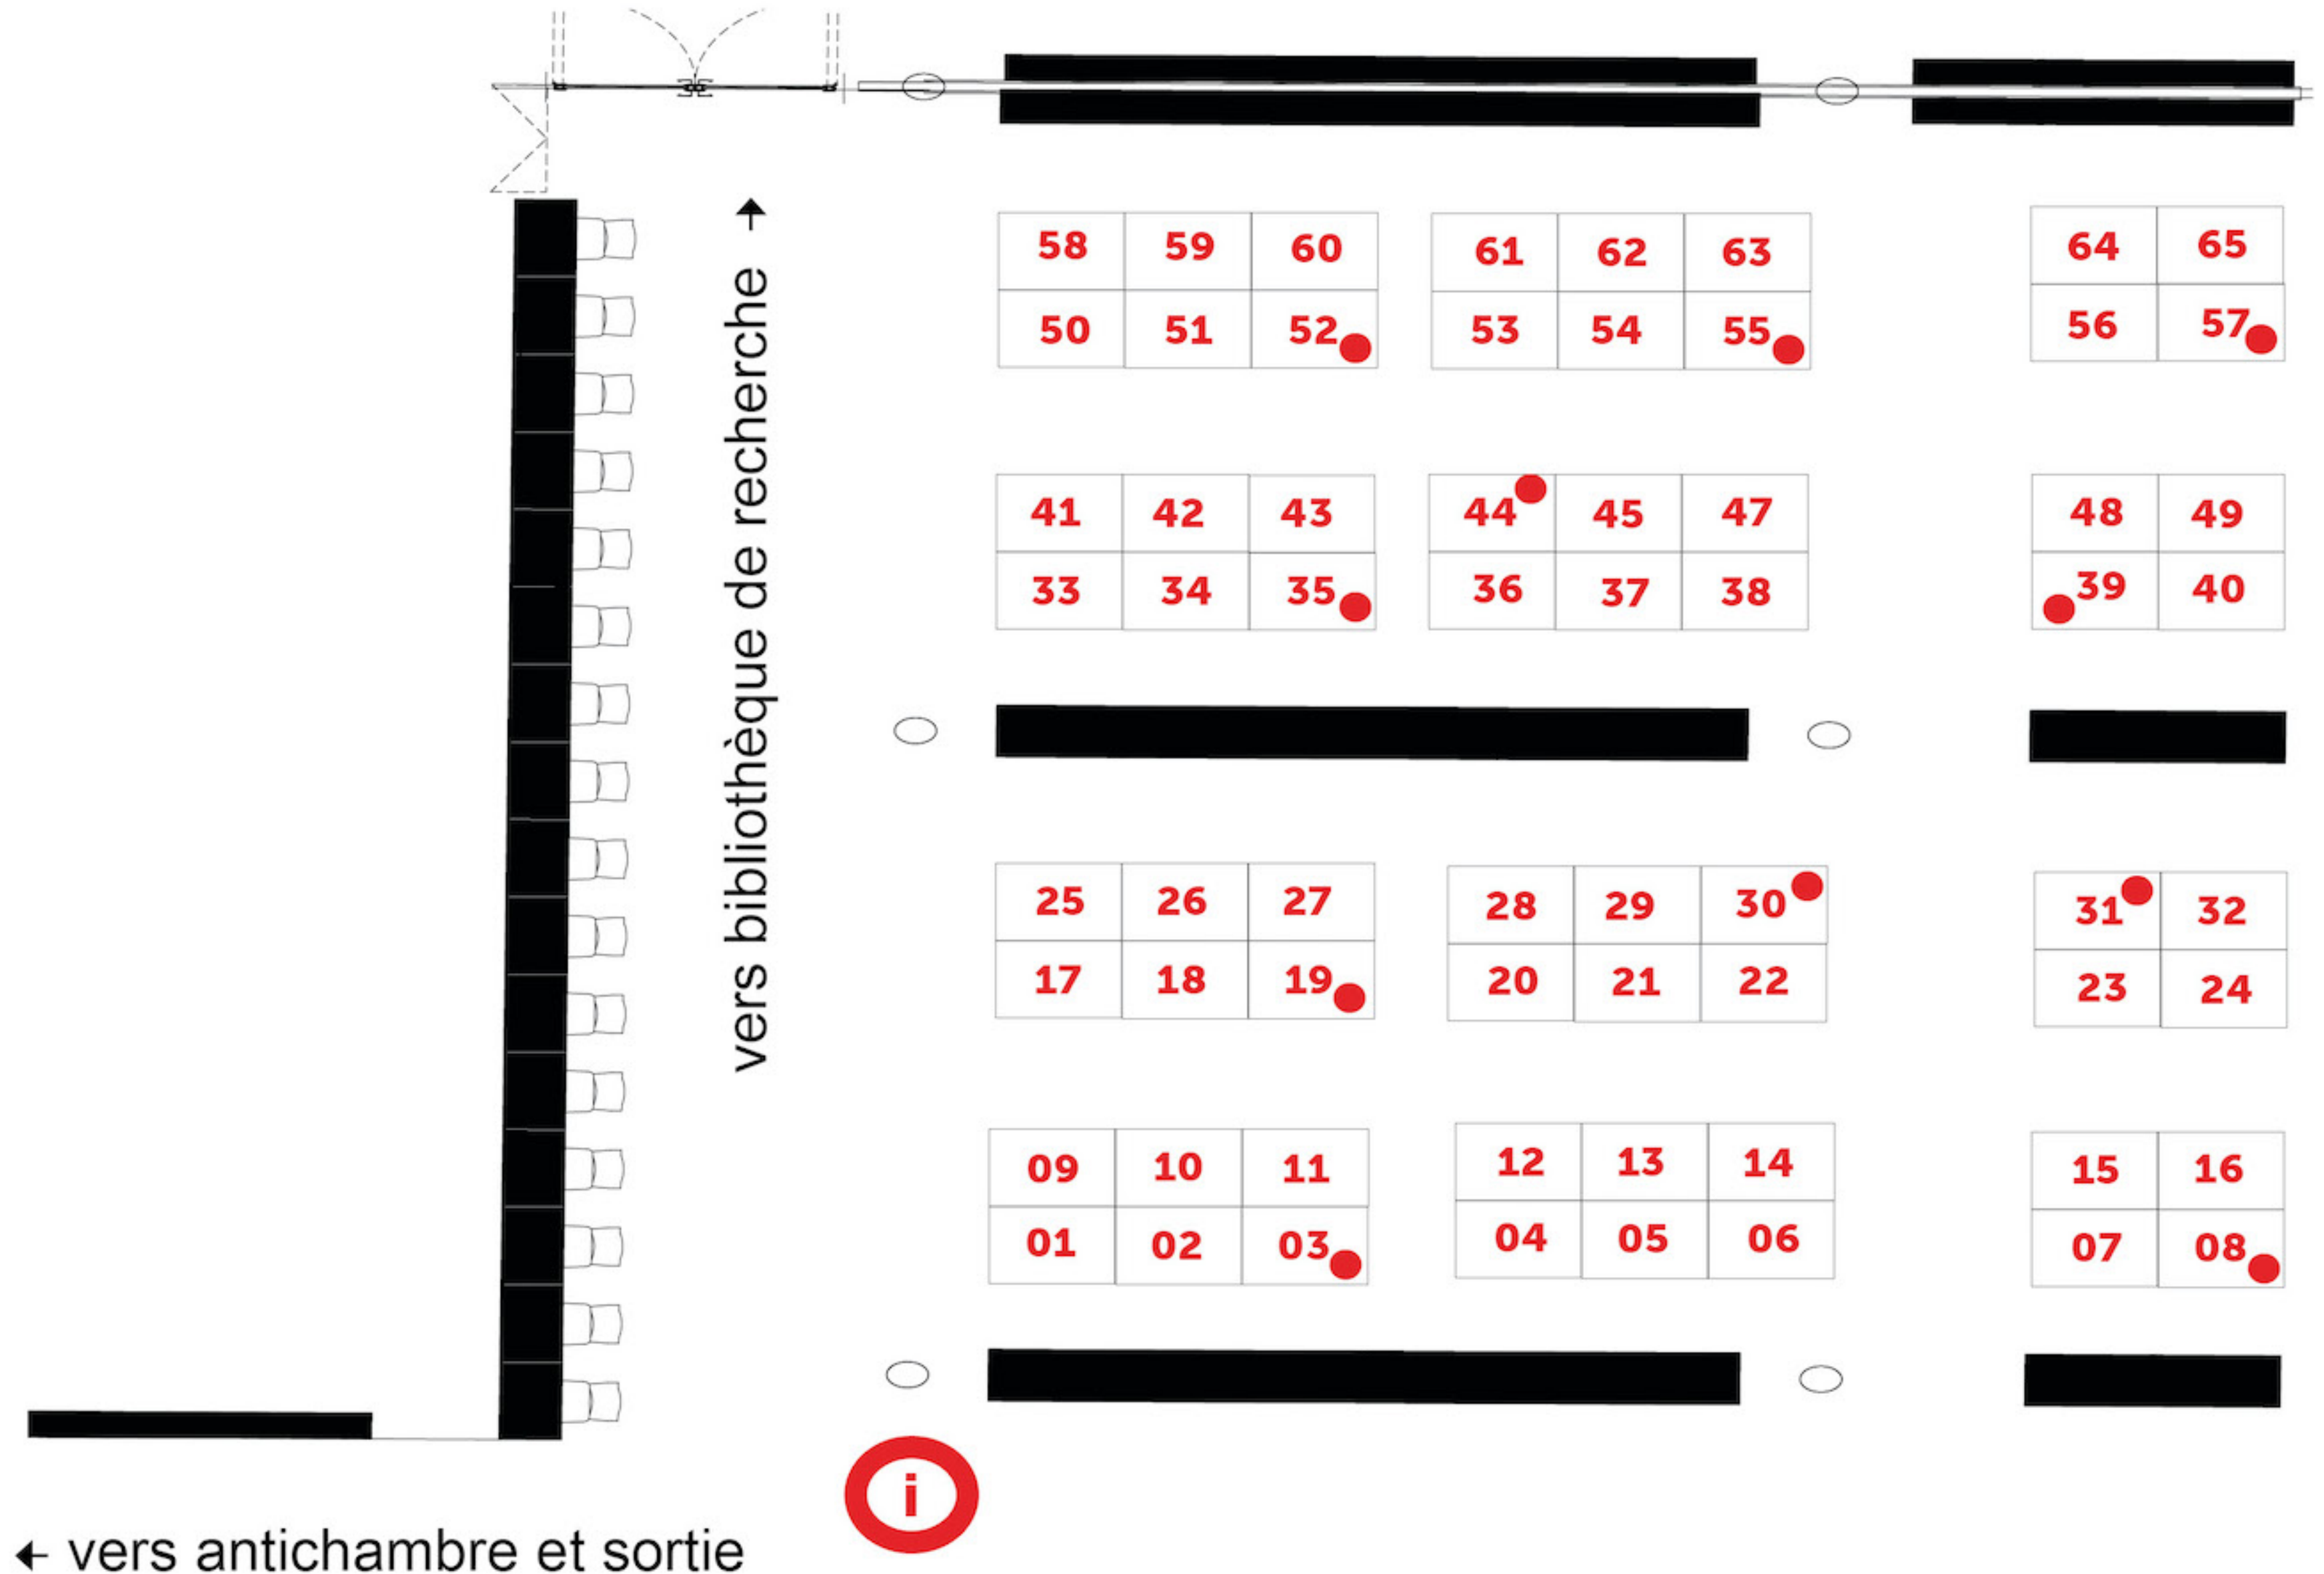 vers bibliothèque de recherche →
58 59 60 61 62 63 64 65
50 51 52 53 54 55 56 57
41 42 43 44 45 47 48 49
33 34 35 36 37 38 39 40
25 26 27 28 29 30 31 32
17 18 19 20 21 22 23 24
09 10 11 12 13 14 15 16
01 02 03 04 05 06 07 08
i
← vers antichambre et sortie